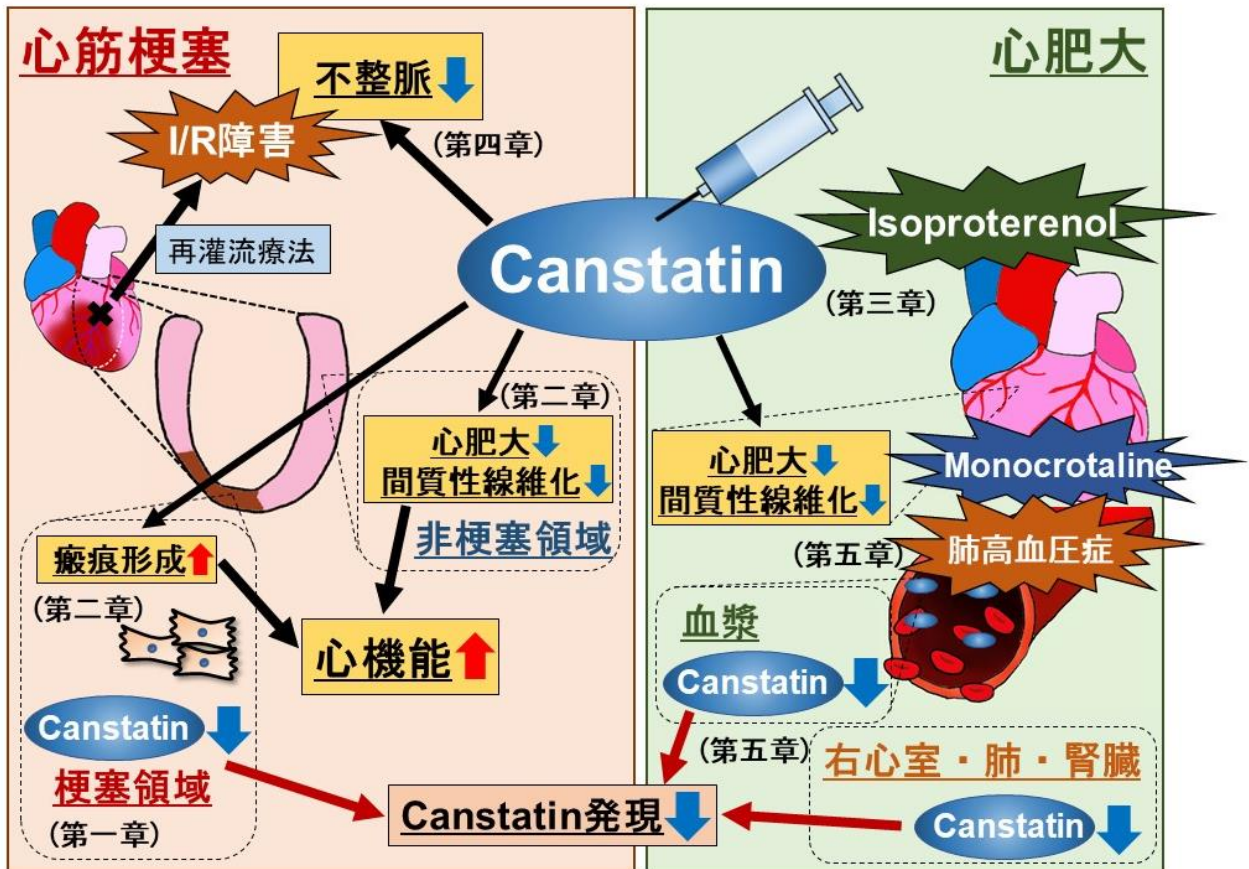 心筋梗塞
不整脈
I/R障害
(第四章)
再灌流療法
Canstatin
(第二章)
心肥大
間質性線維化
非梗塞領域
瘢痕形成
(第二章)
心機能
Canstatin
梗塞領域
(第一章)
心肥大
Isoproterenol
(第三章)
心肥大
間質性線維化
Monocrotaline
(第五章)
肺高血圧症
血漿
Canstatin
(第五章)
右心室・肺・腎臓
Canstatin
Canstatin発現